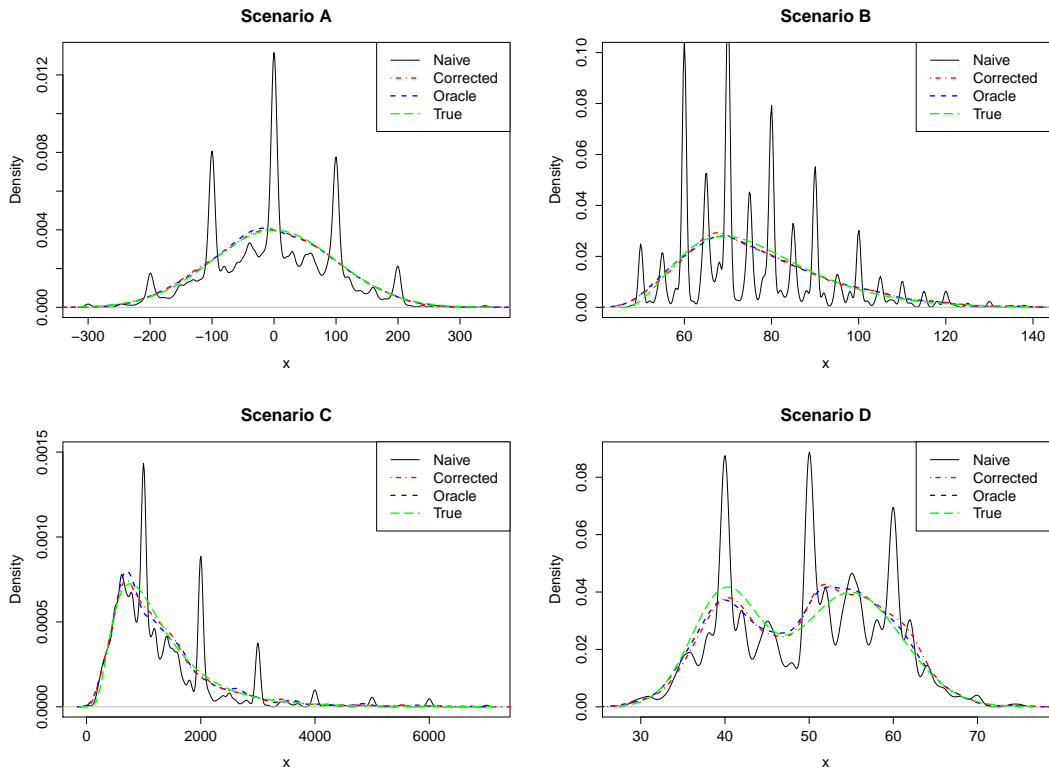 Scenario A
Density
0.000
0.004
0.008
0.012
−300
−200
−100
0
100
200
300
x
Naive
Corrected
Oracle
True
Scenario B
Density
0.00
0.02
0.04
0.06
0.08
0.10
60
80
100
120
140
x
Naive
Corrected
Oracle
True
Scenario C
Density
0.0000
0.0005
0.0010
0.0015
0
2000
4000
6000
x
Naive
Corrected
Oracle
True
Scenario D
Density
0.00
0.02
0.04
0.06
0.08
30
40
50
60
70
x
Naive
Corrected
Oracle
True